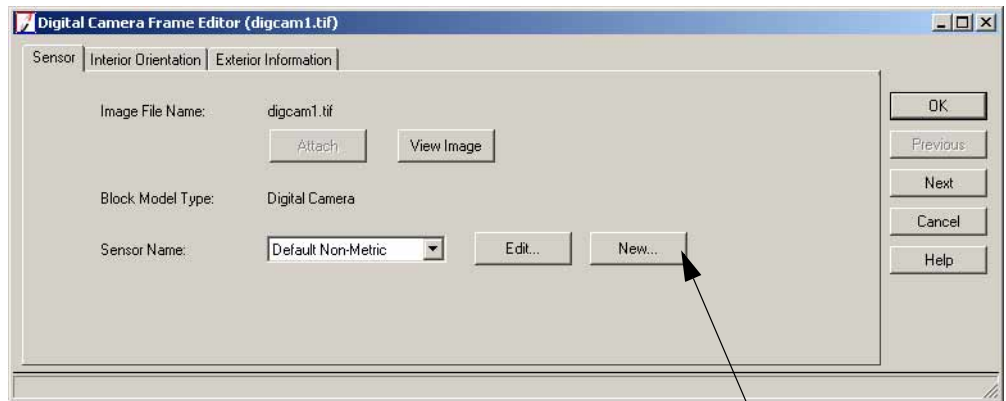 Digital Camera Frame Editor (digcam1.tif)
Sensor Interior Orientation Exterior Information
Image File Name: digcam1.tif
Attach View Image
Block Model Type: Digital Camera
Sensor Name: Default Non-Metric Edit... New...
OK
Previous
Next
Cancel
Help